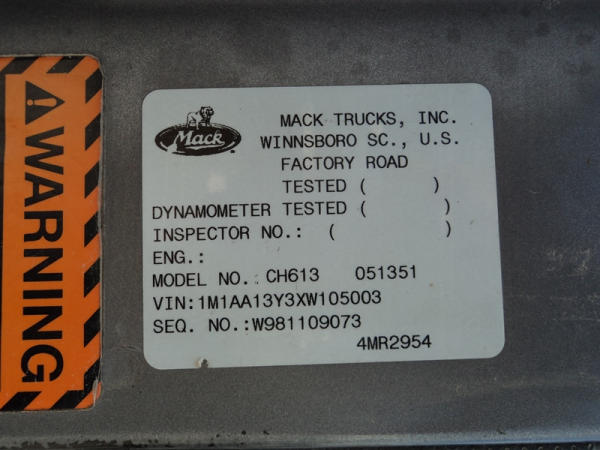 WARNING
Mack
MACK TRUCKS, INC.
WINNSBORO SC., U.S.
FACTORY ROAD
TESTED ( )
DYNAMOMETER TESTED ( )
INSPECTOR NO.: ( )
ENG.:
MODEL NO. CH613 051351
VIN:1M1AA13Y3XW105003
SEQ. NO.:W981109073
4MR2954